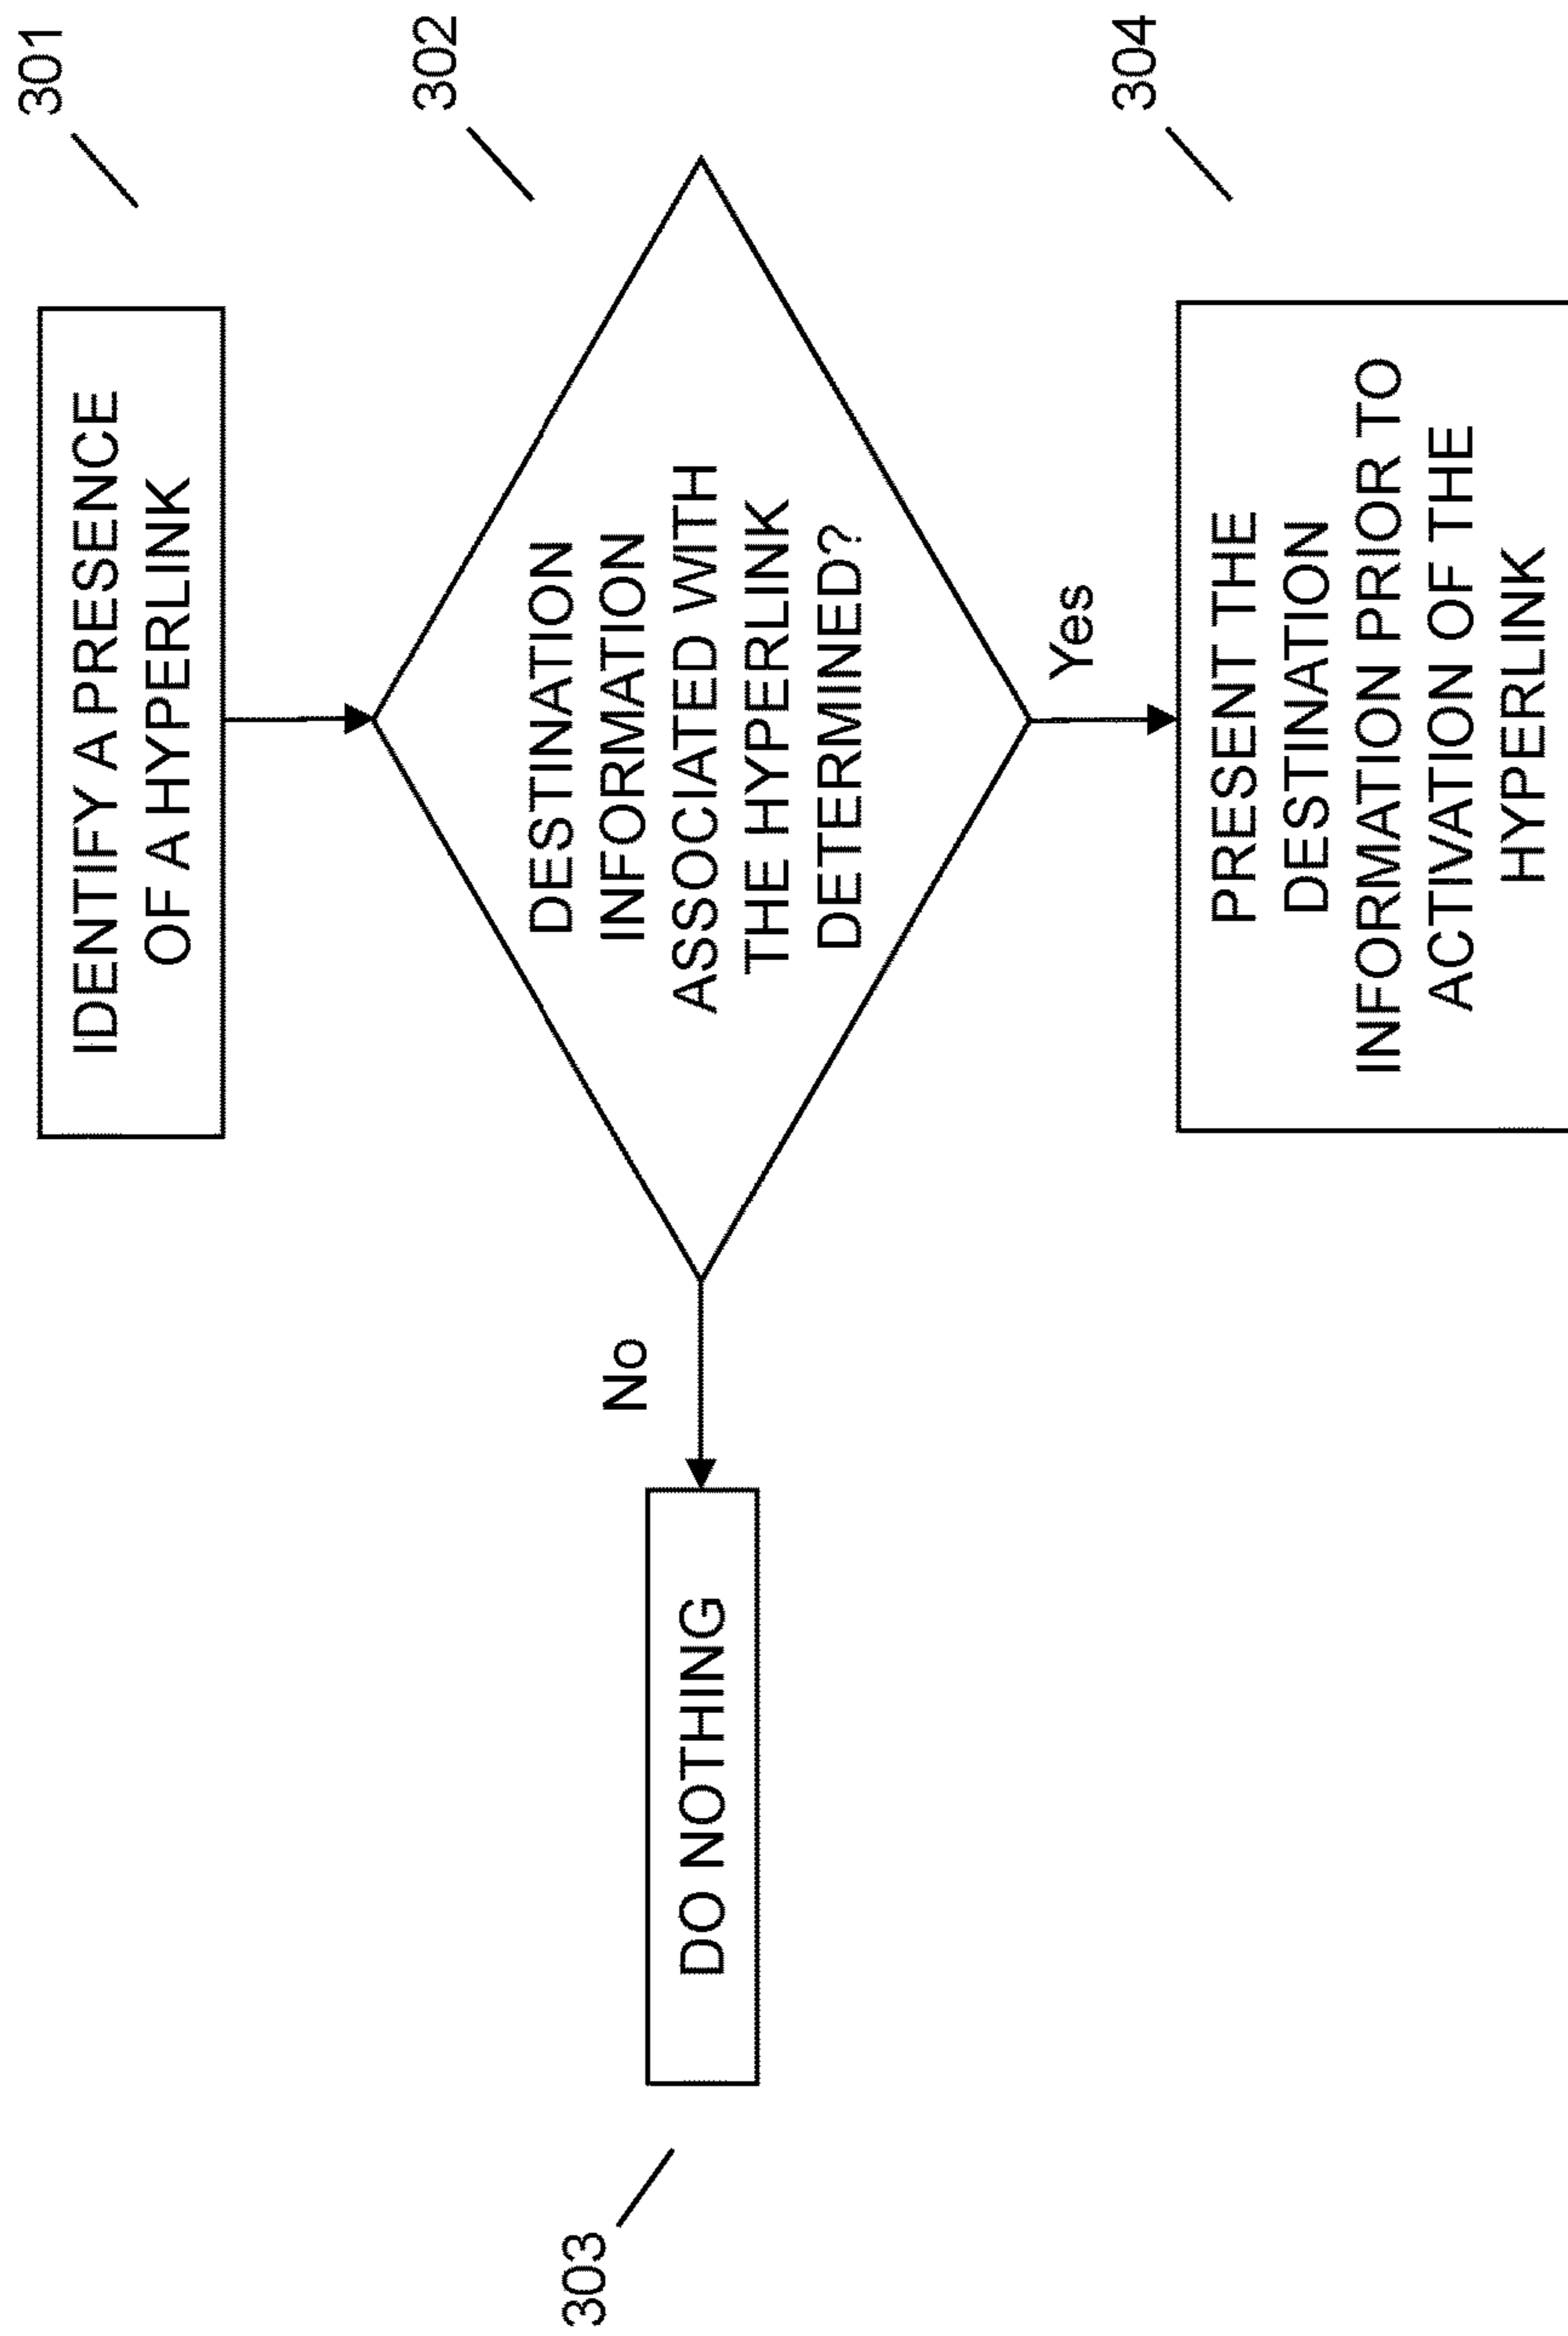 301
IDENTIFY A PRESENCE
OF A HYPERLINK
302
DESTINATION
INFORMATION
ASSOCIATED WITH
THE HYPERLINK
DETERMINED?
No
303
DO NOTHING
Yes
304
PRESENT THE
DESTINATION
INFORMATION PRIOR TO
ACTIVATION OF THE
HYPERLINK